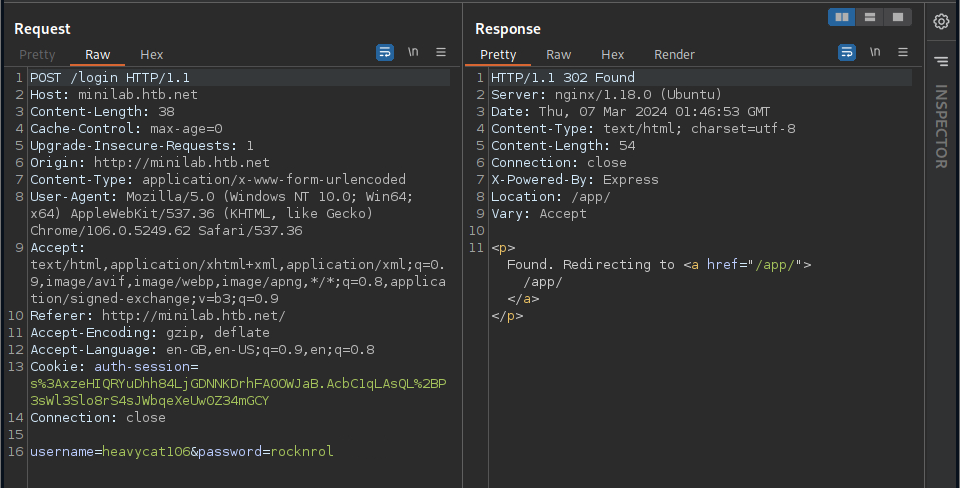 Request
Pretty Raw Hex \n
1 POST /login HTTP/1.1
2 Host: minilab.htb.net
3 Content-Length: 38
4 Cache-Control: max-age=0
5 Upgrade-Insecure-Requests: 1
6 Origin: http://minilab.htb.net
7 Content-Type: application/x-www-form-urlencoded
8 User-Agent: Mozilla/5.0 (Windows NT 10.0; Win64;
x64) AppleWebKit/537.36 (KHTML, like Gecko)
Chrome/106.0.5249.62 Safari/537.36
9 Accept:
text/html,application/xhtml+xml,application/xml;q=0.
9,image/avif,image/webp,image/apng,*/*;q=0.8,applica
tion/signed-exchange;v=b3;q=0.9
10 Referer: http://minilab.htb.net/
11 Accept-Encoding: gzip, deflate
12 Accept-Language: en-GB,en-US;q=0.9,en;q=0.8
13 Cookie: auth-session=
s%3AxzeHIQRYuDhh84LjGDNNKDrhFA0OWJaB.AcbC1qLAsQL%2BP
3sWl3Slo8rS4sJWbqeXeUwOZ34mGCY
14 Connection: close
15
16 username=heavycat106&password=rocknrol
Response
Pretty Raw Hex Render \n
1 HTTP/1.1 302 Found
2 Server: nginx/1.18.0 (Ubuntu)
3 Date: Thu, 07 Mar 2024 01:46:53 GMT
4 Content-Type: text/html; charset=utf-8
5 Content-Length: 54
6 Connection: close
7 X-Powered-By: Express
8 Location: /app/
9 Vary: Accept
10
11 <p>
Found. Redirecting to <a href="/app/">
/app/
</a>
</p>
INSPECTOR